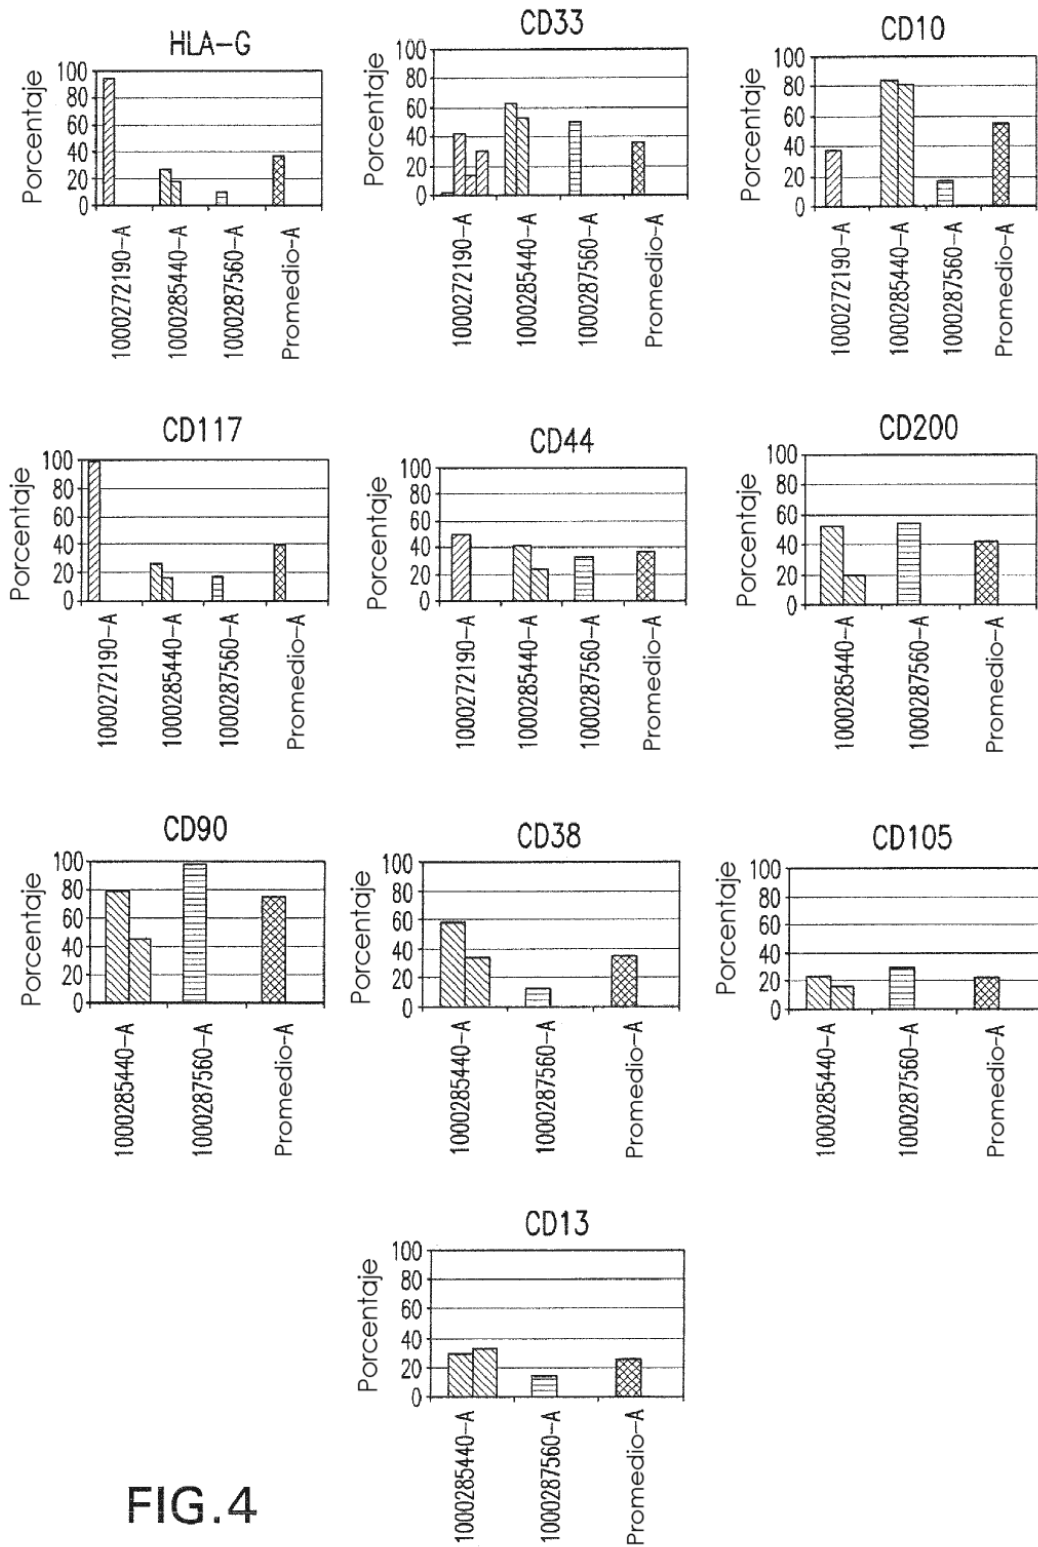 HLA-G
Porcentaje
100
80
60
40
20
0
1000272190-A
1000285440-A
1000287560-A
Promedio-A
CD33
Porcentaje
100
80
60
40
20
0
1000272190-A
1000285440-A
1000287560-A
Promedio-A
CD10
Porcentaje
100
80
60
40
20
0
1000272190-A
1000285440-A
1000287560-A
Promedio-A
CD117
Porcentaje
100
80
60
40
20
0
1000272190-A
1000285440-A
1000287560-A
Promedio-A
CD44
Porcentaje
100
80
60
40
20
0
1000272190-A
1000285440-A
1000287560-A
Promedio-A
CD200
Porcentaje
100
80
60
40
20
0
1000285440-A
1000287560-A
Promedio-A
CD90
Porcentaje
100
80
60
40
20
0
1000285440-A
1000287560-A
Promedio-A
CD38
Porcentaje
100
80
60
40
20
0
1000285440-A
1000287560-A
Promedio-A
CD105
Porcentaje
100
80
60
40
20
0
1000285440-A
1000287560-A
Promedio-A
CD13
Porcentaje
100
80
60
40
20
0
1000285440-A
1000287560-A
Promedio-A
FIG.4